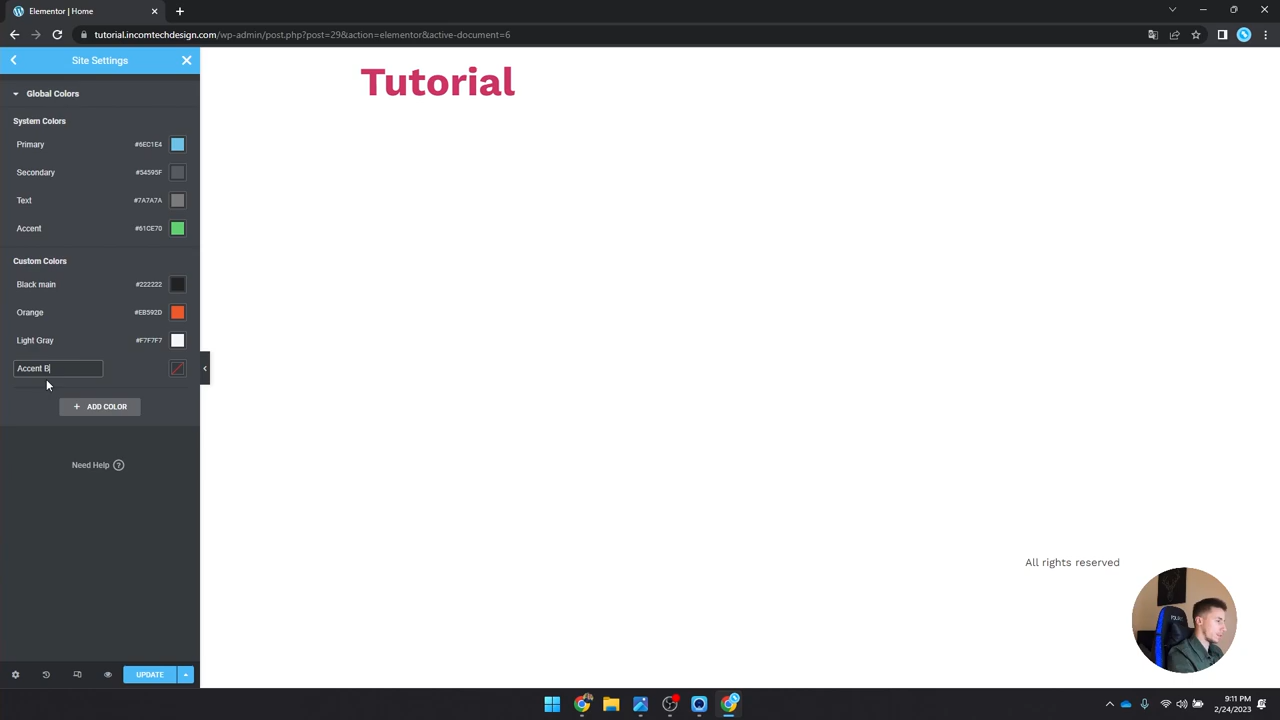 Elementor | Home
tutorial.incomtechdesign.com/wp-admin/post.php?post=29&action=elementor&active-document=6
Site Settings
Global Colors
System Colors
Primary #6EC1E4
Secondary #54595F
Text #7A7A7A
Accent #61CE70
Custom Colors
Black main #222222
Orange #EB592D
Light Gray #F7F7F7
Accent B
+ ADD COLOR
Need Help ?
UPDATE
Tutorial
All rights reserved
9:11 PM
2/24/2023